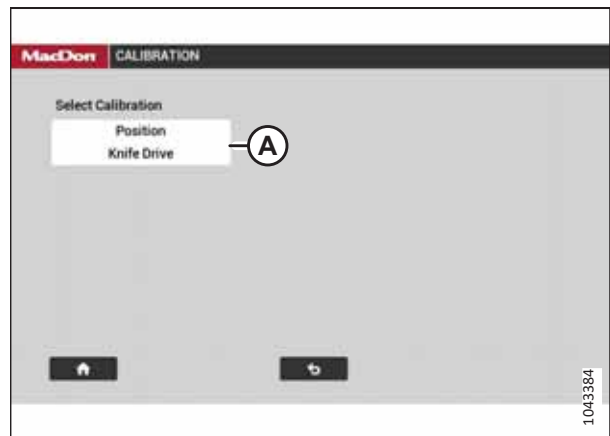 MacDon CALIBRATION
Select Calibration
Position
Knife Drive
A
1043384